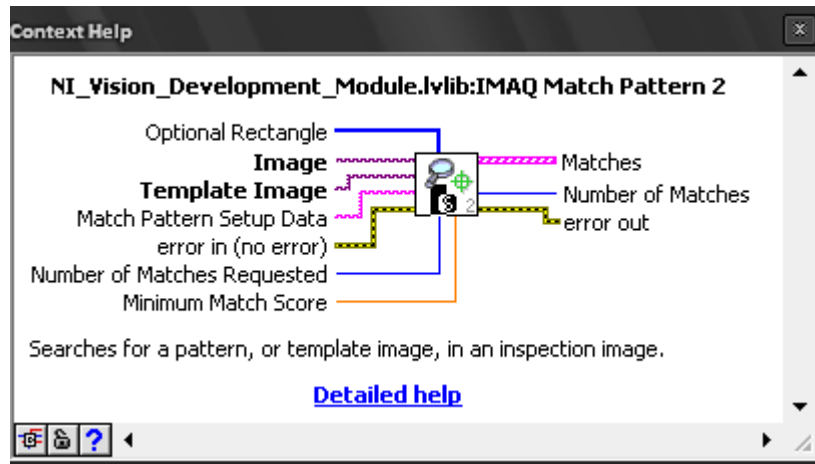 Context Help
NI_Vision_Development_Module.lvlib:IMAQ Match Pattern 2
Optional Rectangle
Image
Template Image
Match Pattern Setup Data
error in (no error)
Number of Matches Requested
Minimum Match Score
2
Matches
Number of Matches
error out
Searches for a pattern, or template image, in an inspection image.
Detailed help
?